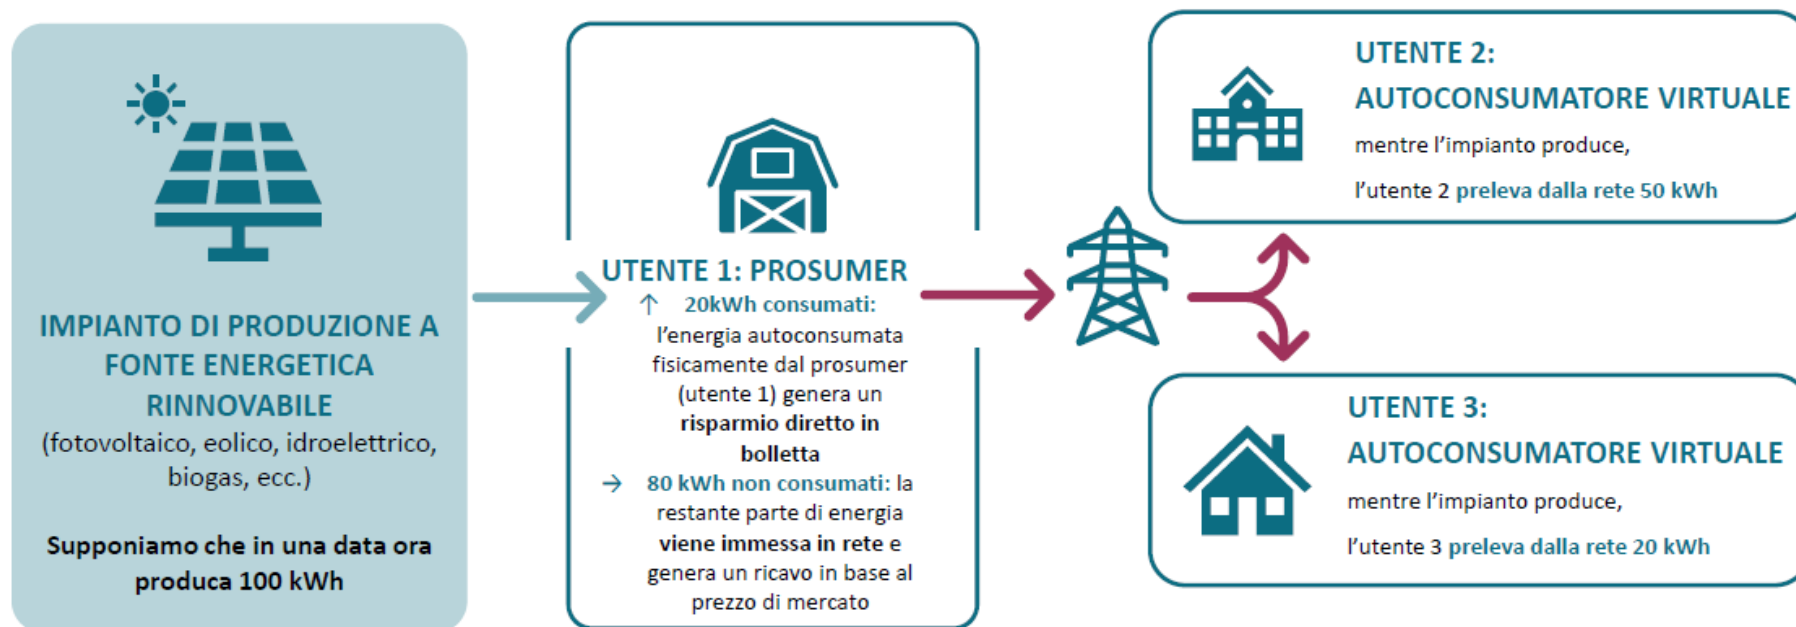 IMPIANTO DI PRODUZIONE A
FONTE ENERGETICA
RINNOVABILE
(fotovoltaico, eolico, idroelettrico,
biogas, ecc.)
Supponiamo che in una data ora
produca 100 kWh
UTENTE 1: PROSUMER
↑ 20kWh consumati:
l'energia autoconsumata
fisicamente dal prosumer
(utente 1) genera un
risparmio diretto in
bolletta
→ 80 kWh non consumati: la
restante parte di energia
viene immessa in rete e
genera un ricavo in base al
prezzo di mercato
UTENTE 2:
AUTOCONSUMATORE VIRTUALE
mentre l'impianto produce,
l'utente 2 preleva dalla rete 50 kWh
UTENTE 3:
AUTOCONSUMATORE VIRTUALE
mentre l'impianto produce,
l'utente 3 preleva dalla rete 20 kWh